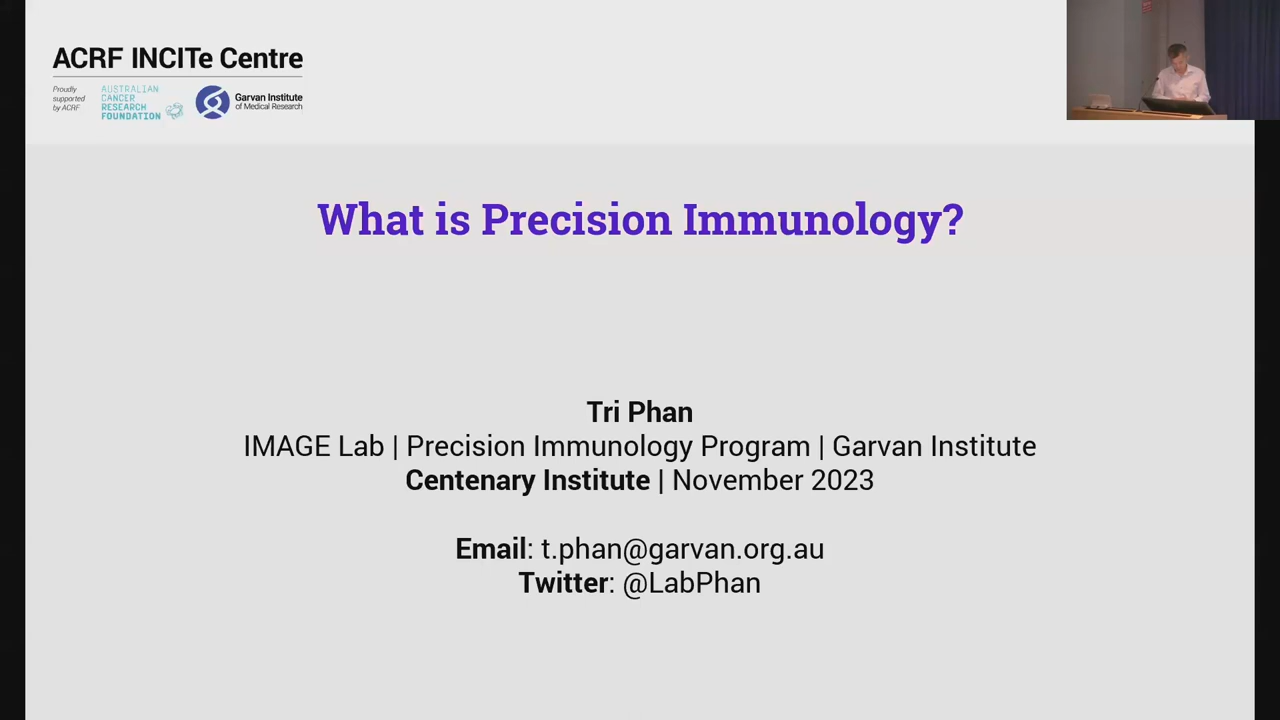 ACRF INCITe Centre
Proudly
supported
by ACRF
AUSTRALIAN
CANCER
RESEARCH
FOUNDATION
Garvan Institute
of Medical Research
What is Precision Immunology?
Tri Phan
IMAGE Lab | Precision Immunology Program | Garvan Institute
Centenary Institute | November 2023
Email: t.phan@garvan.org.au
Twitter: @LabPhan